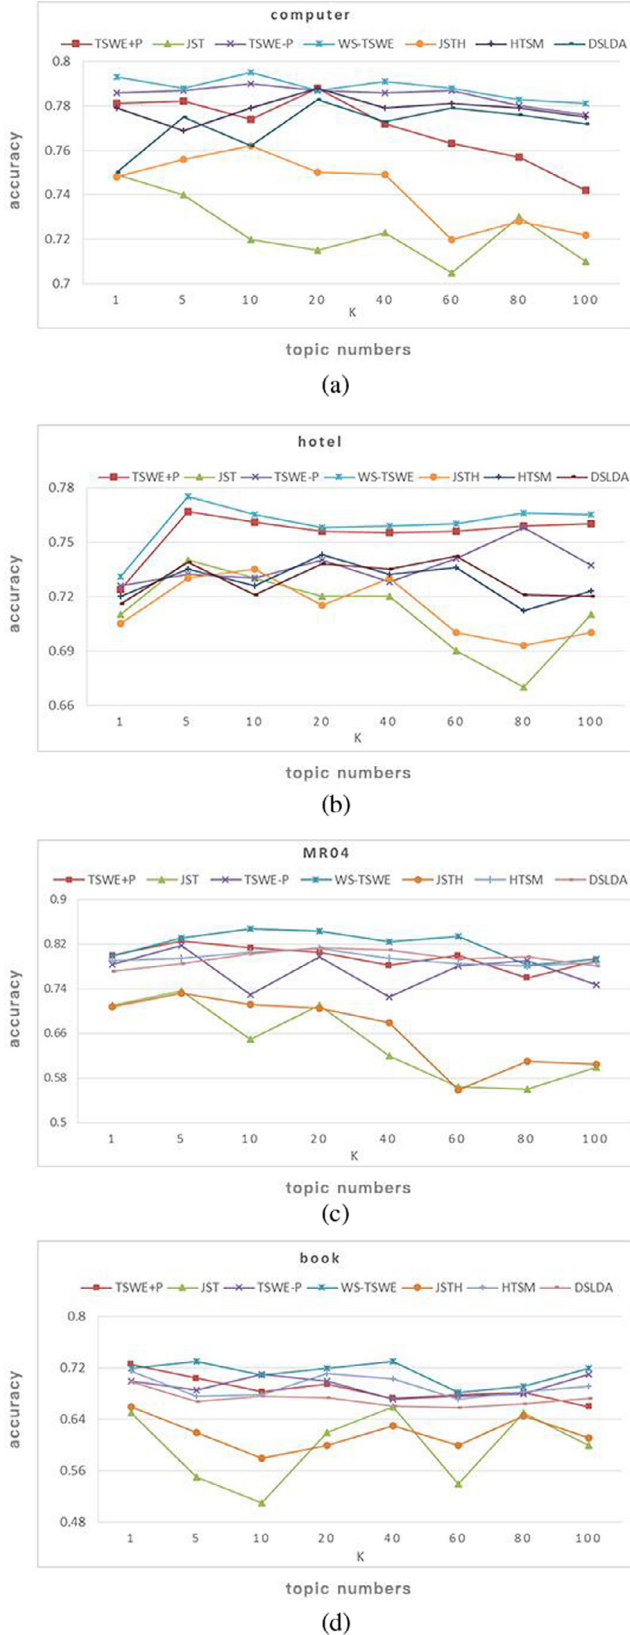 computer
TSWE+P JST TSWE-P WS-TSWE JSTH HTSM DSLDA
0.8
0.78
0.76
0.74
0.72
0.7
accuracy
1 5 10 20 40 60 80 100
K
topic numbers
(a)
hotel
TSWE+P JST TSWE-P WS-TSWE JSTH HTSM DSLDA
0.78
0.75
0.72
0.69
0.66
accuracy
1 5 10 20 40 60 80 100
K
topic numbers
(b)
MR04
TSWE+P JST TSWE-P WS-TSWE JSTH HTSM DSLDA
0.9
0.82
0.74
0.66
0.58
0.5
accuracy
1 5 10 20 40 60 80 100
K
topic numbers
(c)
book
TSWE+P JST TSWE-P WS-TSWE JSTH HTSM DSLDA
0.8
0.72
0.64
0.56
0.48
accuracy
1 5 10 20 40 60 80 100
K
topic numbers
(d)